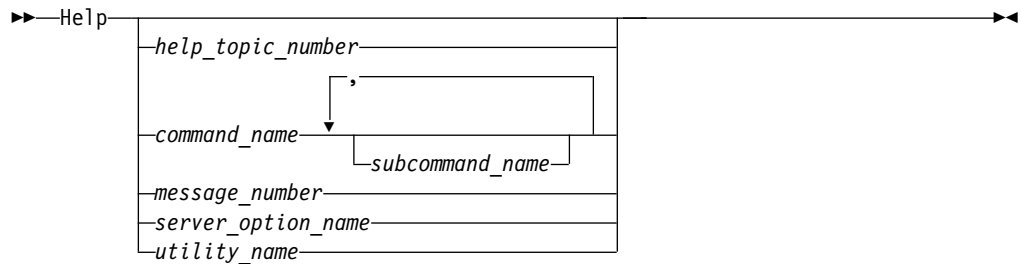 Help
help_topic_number
,
command_name
subcommand_name
message_number
server_option_name
utility_name